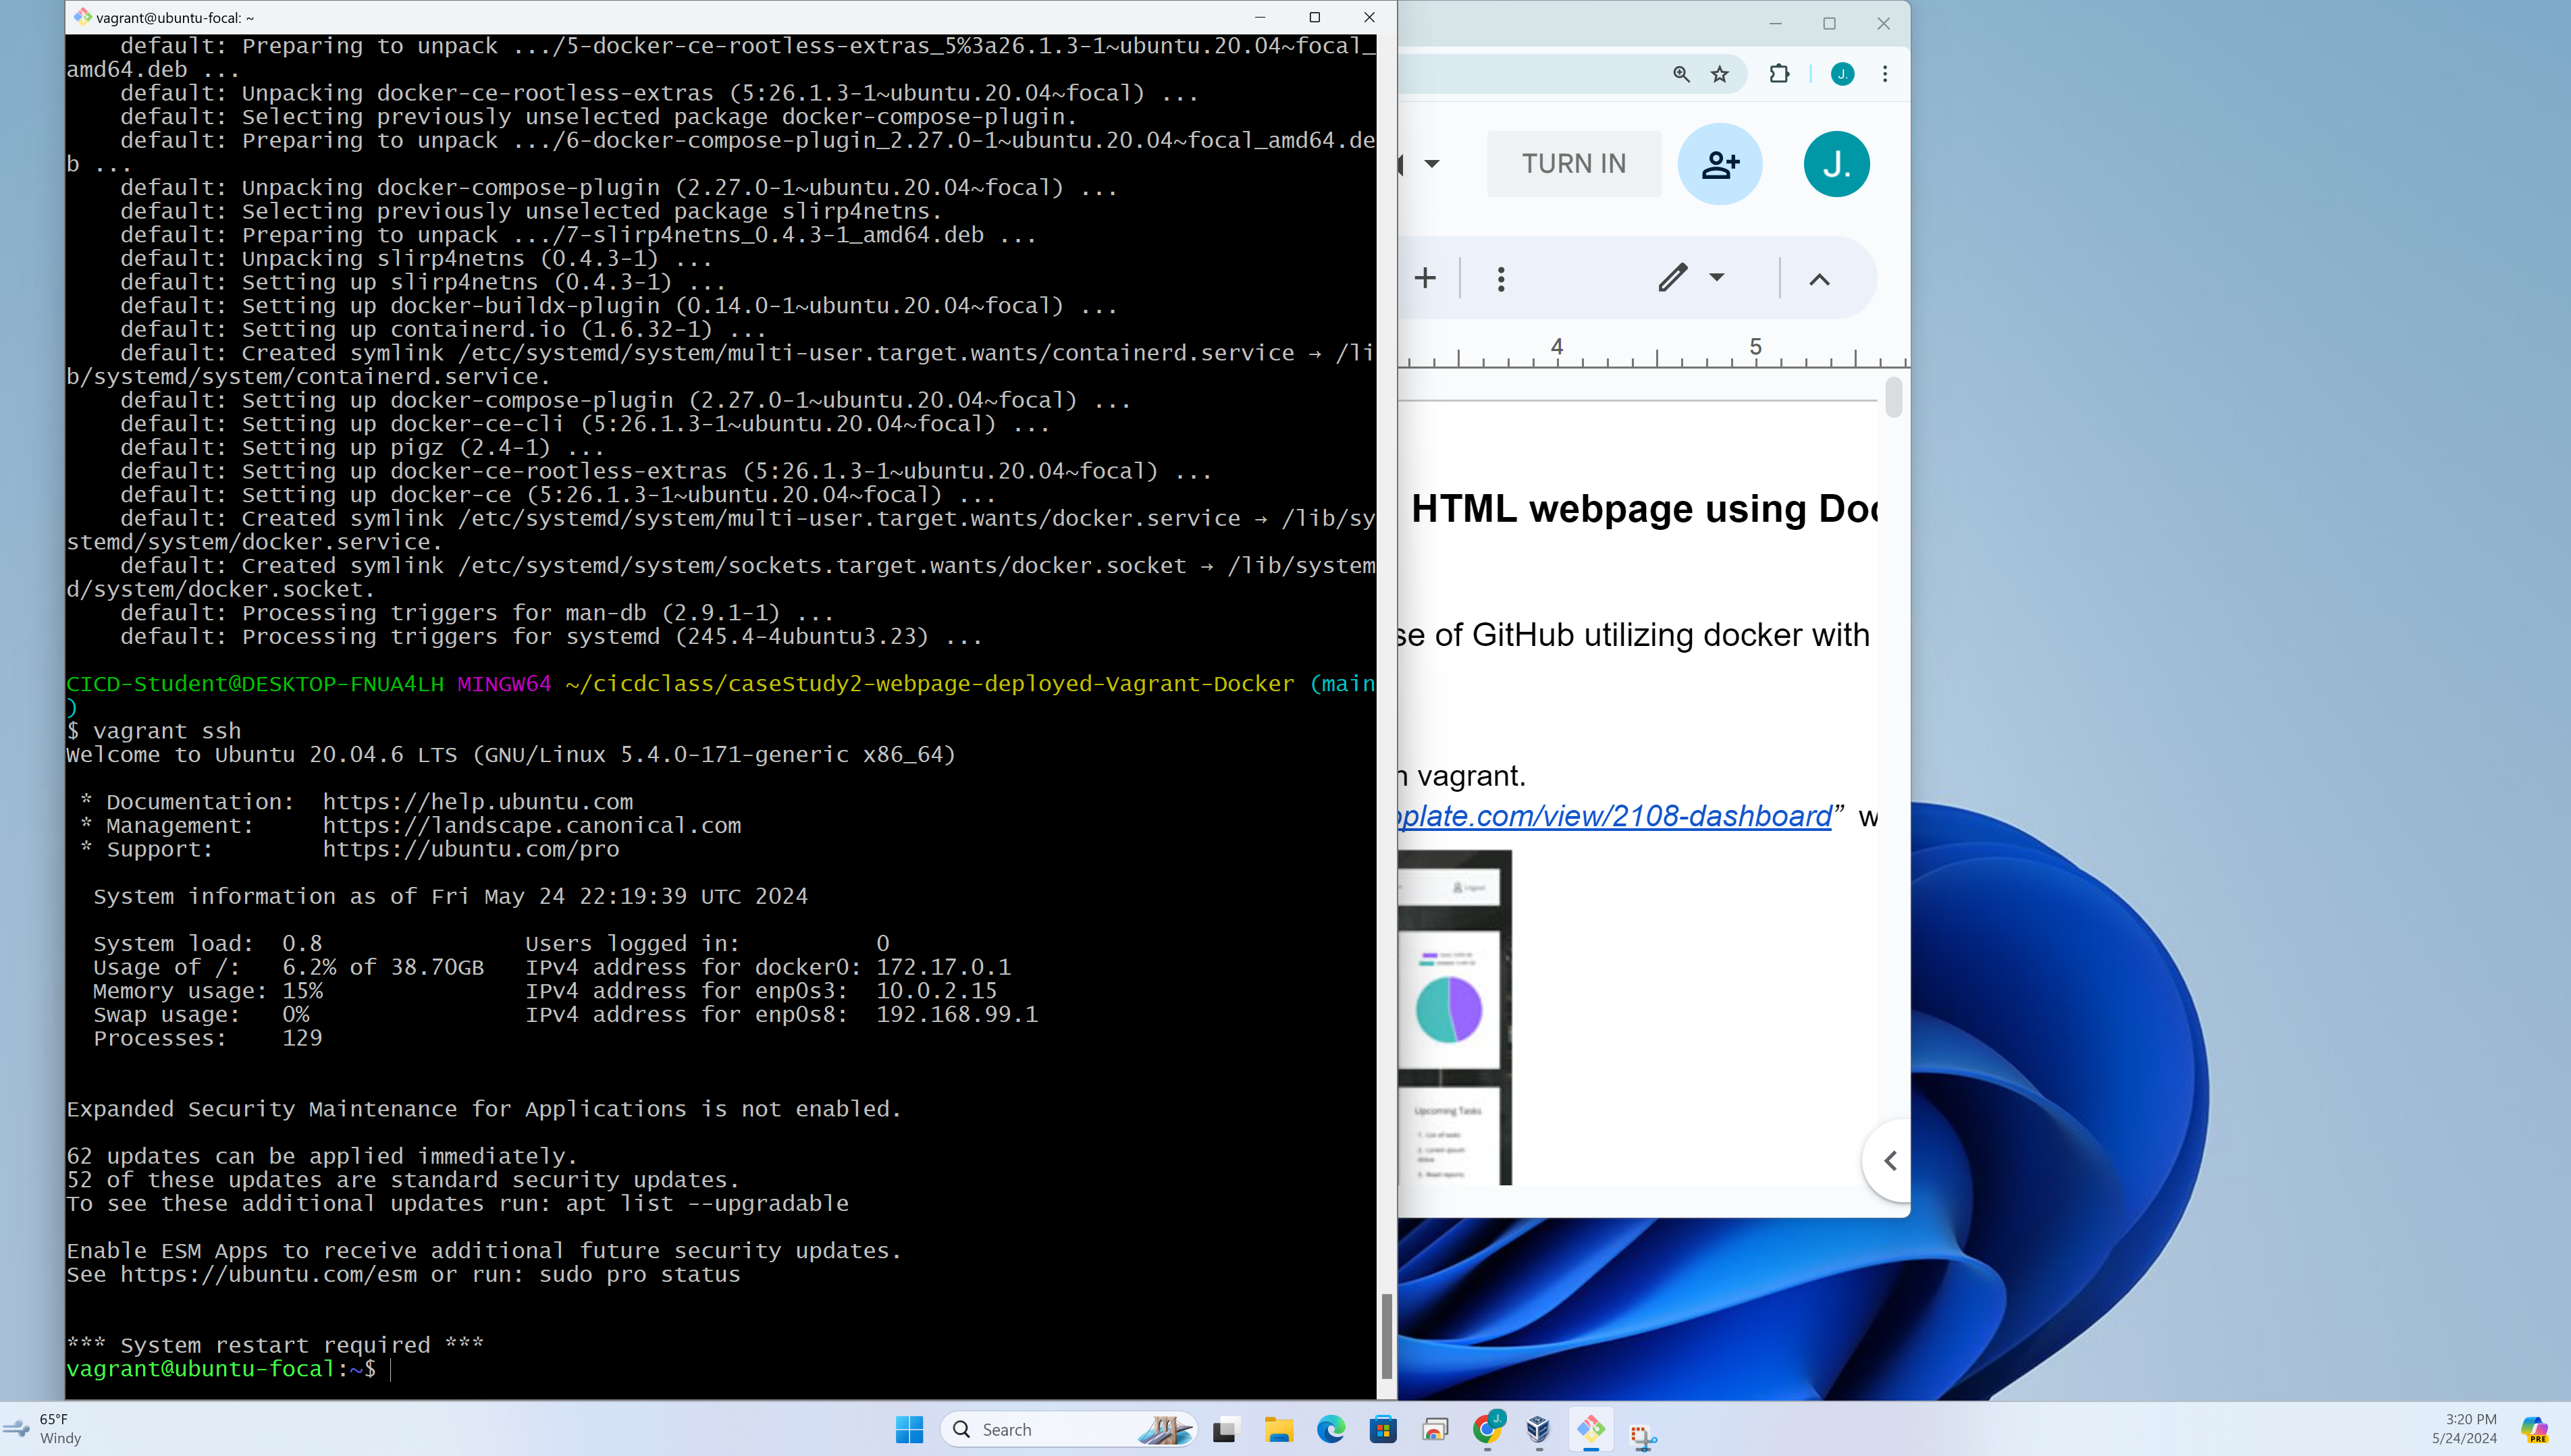 vagrant@ubuntu-focal: ~
default: Preparing to unpack .../5-docker-ce-rootless-extras_5%3a26.1.3-1~ubuntu.20.04~focal_
amd64.deb ...
default: Unpacking docker-ce-rootless-extras (5:26.1.3-1~ubuntu.20.04~focal) ...
default: Selecting previously unselected package docker-compose-plugin.
default: Preparing to unpack .../6-docker-compose-plugin_2.27.0-1~ubuntu.20.04~focal_amd64.de
b ...
default: Unpacking docker-compose-plugin (2.27.0-1~ubuntu.20.04~focal) ...
default: Selecting previously unselected package slirp4netns.
default: Preparing to unpack .../7-slirp4netns_0.4.3-1_amd64.deb ...
default: Unpacking slirp4netns (0.4.3-1) ...
default: Setting up slirp4netns (0.4.3-1) ...
default: Setting up docker-buildx-plugin (0.14.0-1~ubuntu.20.04~focal) ...
default: Setting up containerd.io (1.6.32-1) ...
default: Created symlink /etc/systemd/system/multi-user.target.wants/containerd.service → /li
b/systemd/system/containerd.service.
default: Setting up docker-compose-plugin (2.27.0-1~ubuntu.20.04~focal) ...
default: Setting up docker-ce-cli (5:26.1.3-1~ubuntu.20.04~focal) ...
default: Setting up pigz (2.4-1) ...
default: Setting up docker-ce-rootless-extras (5:26.1.3-1~ubuntu.20.04~focal) ...
default: Setting up docker-ce (5:26.1.3-1~ubuntu.20.04~focal) ...
default: Created symlink /etc/systemd/system/multi-user.target.wants/docker.service → /lib/sy
stemd/system/docker.service.
default: Created symlink /etc/systemd/system/sockets.target.wants/docker.socket → /lib/system
d/system/docker.socket.
default: Processing triggers for man-db (2.9.1-1) ...
default: Processing triggers for systemd (245.4-4ubuntu3.23) ...
CICD-Student@DESKTOP-FNUA4LH MINGW64 ~/cicdclass/caseStudy2-webpage-deployed-Vagrant-Docker (main
)
$ vagrant ssh
Welcome to Ubuntu 20.04.6 LTS (GNU/Linux 5.4.0-171-generic x86_64)
* Documentation:  https://help.ubuntu.com
* Management:     https://landscape.canonical.com
* Support:        https://ubuntu.com/pro
System information as of Fri May 24 22:19:39 UTC 2024
System load:  0.8               Users logged in:          0
Usage of /:   6.2% of 38.70GB   IPv4 address for docker0: 172.17.0.1
Memory usage: 15%               IPv4 address for enp0s3:  10.0.2.15
Swap usage:   0%                IPv4 address for enp0s8:  192.168.99.1
Processes:    129
Expanded Security Maintenance for Applications is not enabled.
62 updates can be applied immediately.
52 of these updates are standard security updates.
To see these additional updates run: apt list --upgradable
Enable ESM Apps to receive additional future security updates.
See https://ubuntu.com/esm or run: sudo pro status
*** System restart required ***
vagrant@ubuntu-focal:~$
J.
TURN IN
J.
4 5
HTML webpage using Doc
se of GitHub utilizing docker with
n vagrant.
plate.com/view/2108-dashboard” w
Logout
Upcoming Tasks
1. List of tasks
2. Lorem ipsum
3. Read reports
65°F
Windy
Search
J.
3:20 PM
5/24/2024
PRE